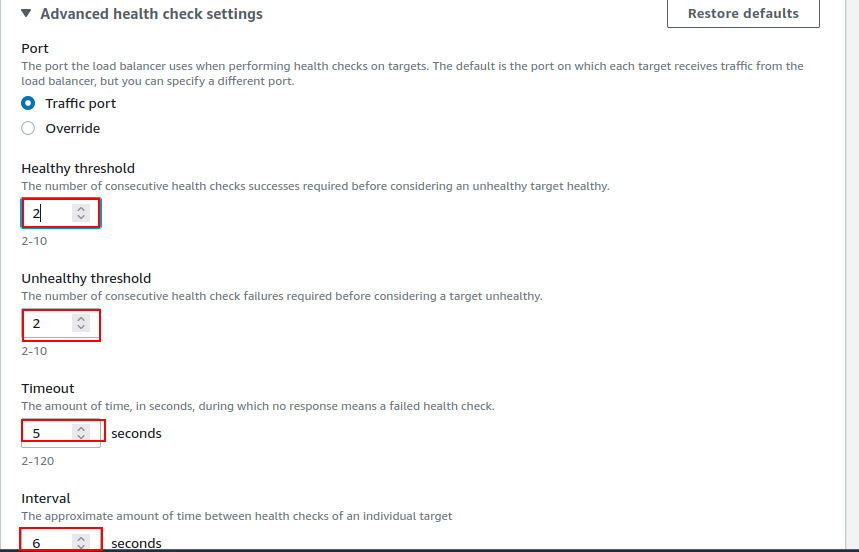 Advanced health check settings
Restore defaults
Port
The port the load balancer uses when performing health checks on targets. The default is the port on which each target receives traffic from the
load balancer, but you can specify a different port.
Traffic port
Override
Healthy threshold
The number of consecutive health checks successes required before considering an unhealthy target healthy.
2
2-10
Unhealthy threshold
The number of consecutive health check failures required before considering a target unhealthy.
2
2-10
Timeout
The amount of time, in seconds, during which no response means a failed health check.
5 seconds
2-120
Interval
The approximate amount of time between health checks of an individual target
6 seconds